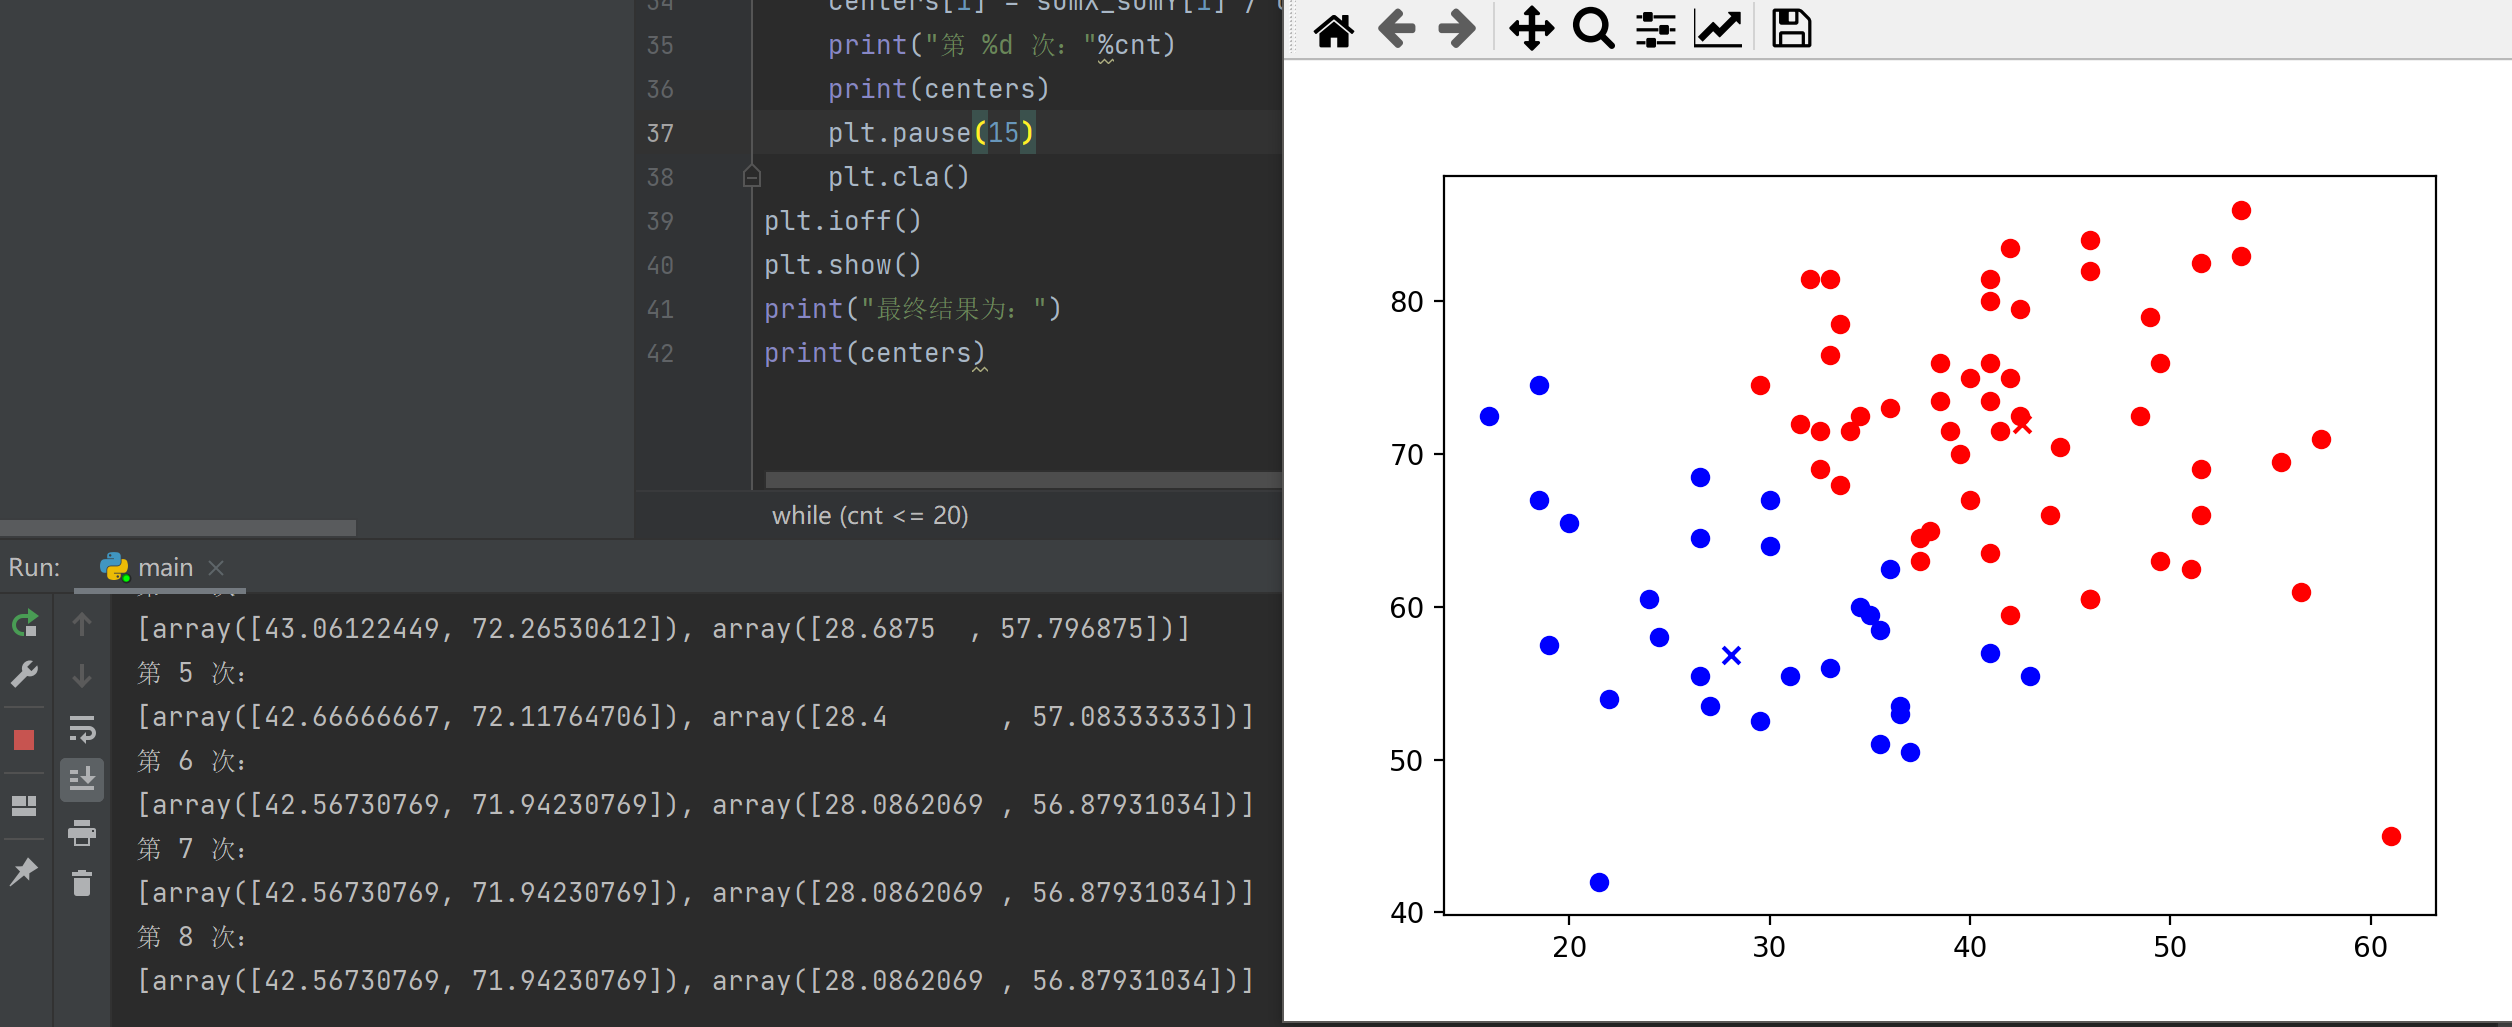 34 centers[i] = sumX_sumY[i] /
35 print("第 %d 次："%cnt)
36 print(centers)
37 plt.pause(15)
38 plt.cla()
39 plt.ioff()
40 plt.show()
41 print("最终结果为：")
42 print(centers)
while (cnt <= 20)
Run: main
[array([43.06122449, 72.26530612]), array([28.6875  , 57.796875])]
第 5 次：
[array([42.66666667, 72.11764706]), array([28.4       , 57.08333333])]
第 6 次：
[array([42.56730769, 71.94230769]), array([28.0862069 , 56.87931034])]
第 7 次：
[array([42.56730769, 71.94230769]), array([28.0862069 , 56.87931034])]
第 8 次：
[array([42.56730769, 71.94230769]), array([28.0862069 , 56.87931034])]
80
70
60
50
40
20 30 40 50 60